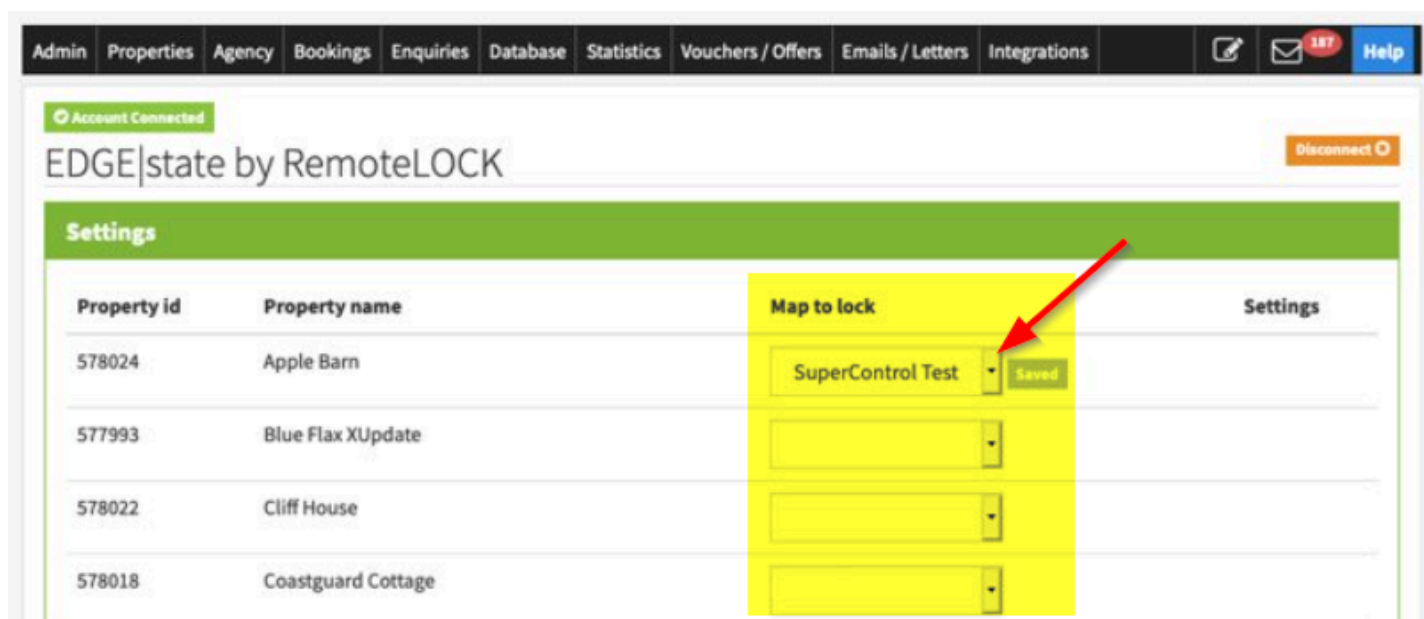 Admin Properties Agency Bookings Enquiries Database Statistics Vouchers / Offers Emails / Letters Integrations 187 Help
Account Connected
EDGE|state by RemoteLOCK
Disconnect
Settings
Property id Property name Map to lock Settings
578024 Apple Barn SuperControl Test Saved
577993 Blue Flax XUpdate
578022 Cliff House
578018 Coastguard Cottage